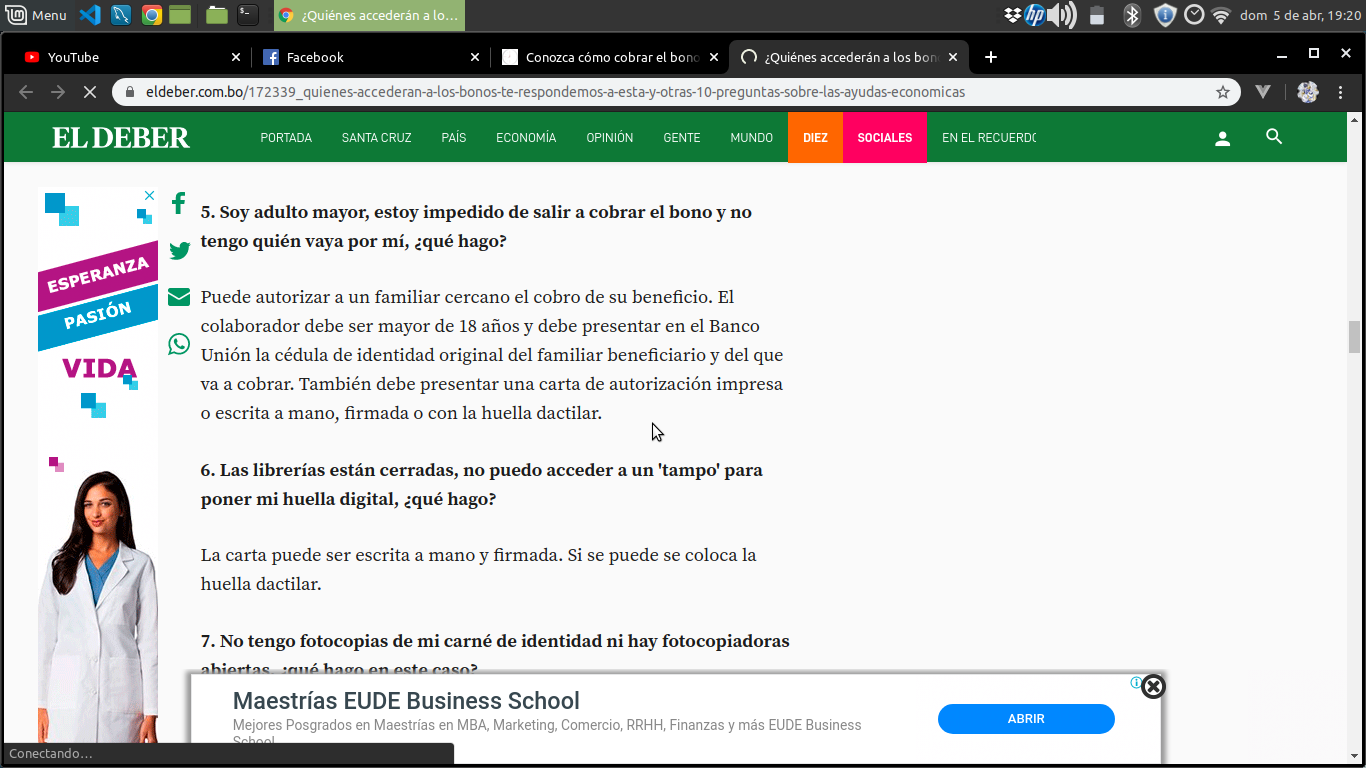 Menu
¿Quiénes accederán a lo…
dom 5 de abr, 19:20
YouTube
Facebook
Conozca cómo cobrar el bono
¿Quiénes accederán a los bon
eldeber.com.bo/172339_quienes-accederan-a-los-bonos-te-respondemos-a-esta-y-otras-10-preguntas-sobre-las-ayudas-economicas
EL DEBER
PORTADA
SANTA CRUZ
PAÍS
ECONOMÍA
OPINIÓN
GENTE
MUNDO
DIEZ
SOCIALES
EN EL RECUERDO
ESPERANZA
PASIÓN
VIDA
5. Soy adulto mayor, estoy impedido de salir a cobrar el bono y no
tengo quién vaya por mí, ¿qué hago?
Puede autorizar a un familiar cercano el cobro de su beneficio. El
colaborador debe ser mayor de 18 años y debe presentar en el Banco
Unión la cédula de identidad original del familiar beneficiario y del que
va a cobrar. También debe presentar una carta de autorización impresa
o escrita a mano, firmada o con la huella dactilar.
6. Las librerías están cerradas, no puedo acceder a un 'tampo' para
poner mi huella digital, ¿qué hago?
La carta puede ser escrita a mano y firmada. Si se puede se coloca la
huella dactilar.
7. No tengo fotocopias de mi carné de identidad ni hay fotocopiadoras
abiertas, ¿qué hago en este caso?
Maestrías EUDE Business School
Mejores Posgrados en Maestrías en MBA, Marketing, Comercio, RRHH, Finanzas y más EUDE Business
School
ABRIR
Conectando…